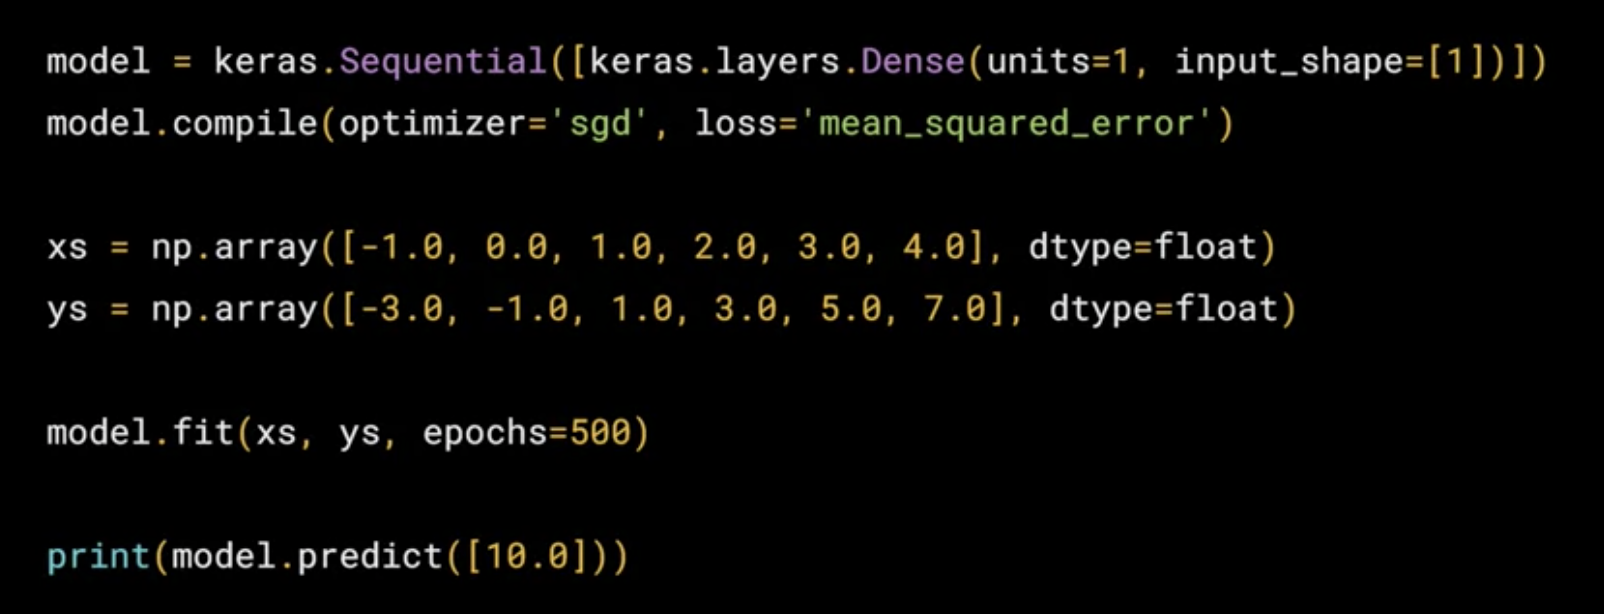 model = keras.Sequential([keras.layers.Dense(units=1, input_shape=[1])])
model.compile(optimizer='sgd', loss='mean_squared_error')
xs = np.array([-1.0, 0.0, 1.0, 2.0, 3.0, 4.0], dtype=float)
ys = np.array([-3.0, -1.0, 1.0, 3.0, 5.0, 7.0], dtype=float)
model.fit(xs, ys, epochs=500)
print(model.predict([10.0]))